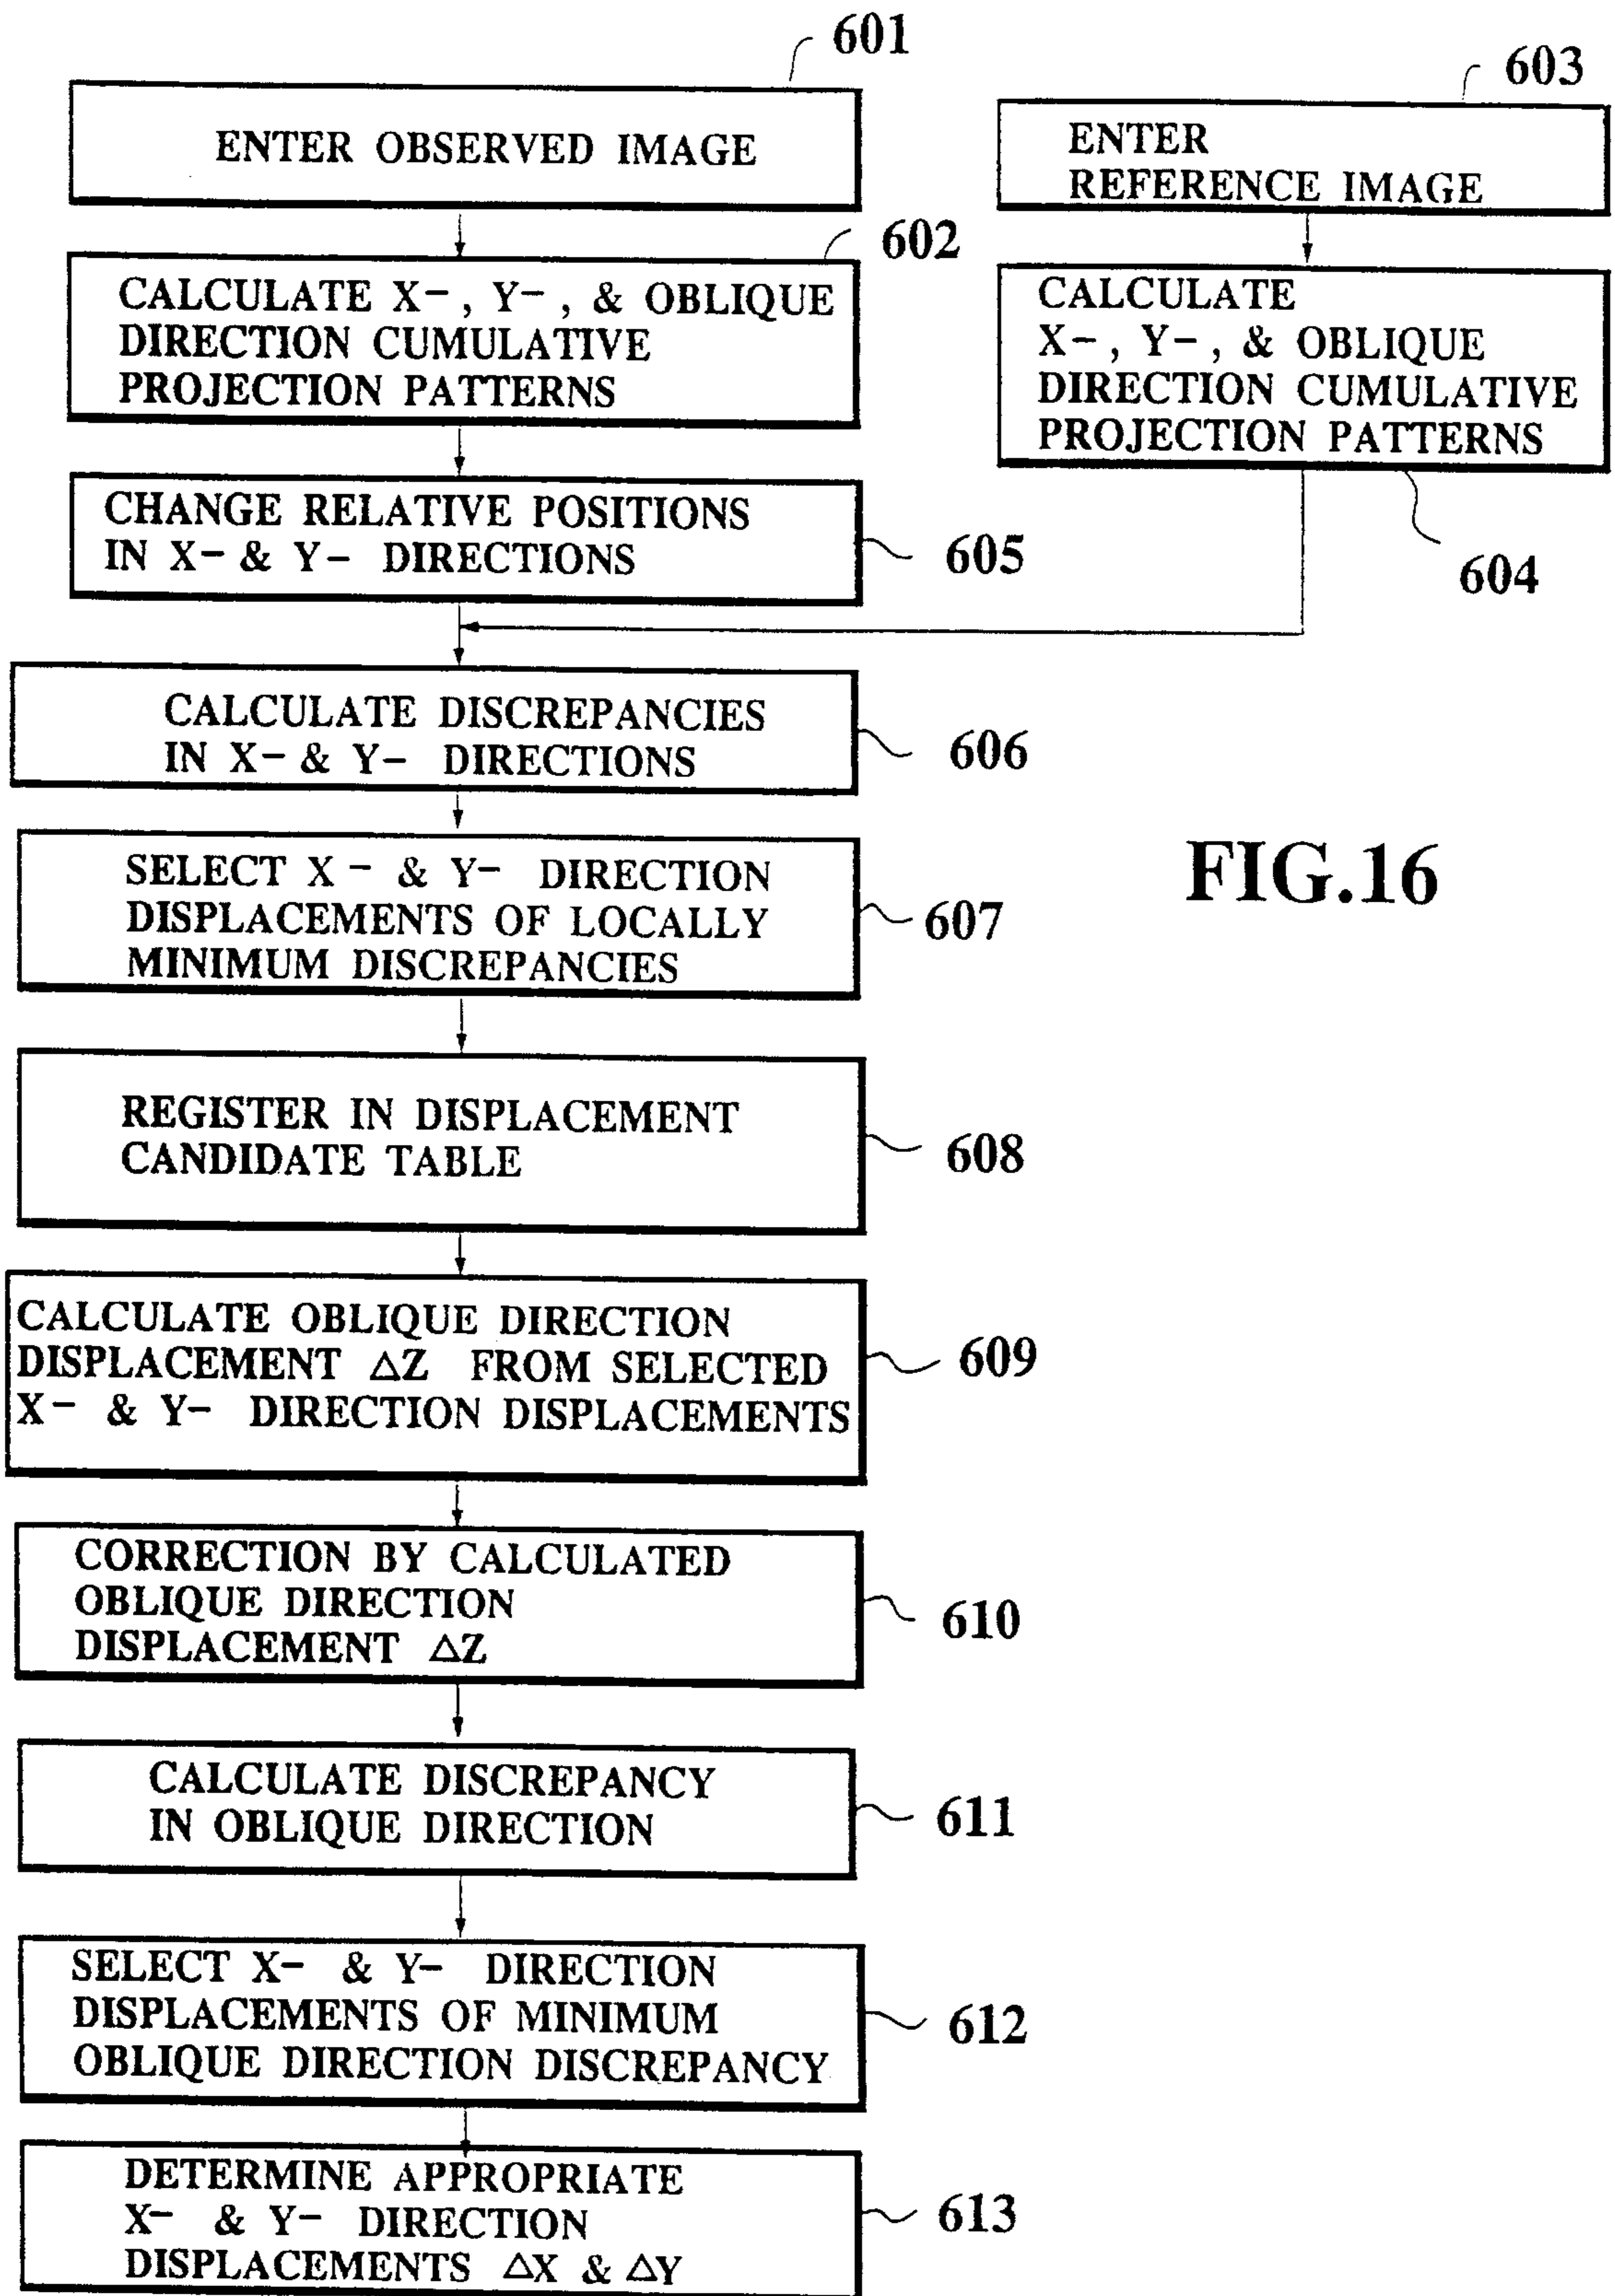 601
ENTER OBSERVED IMAGE
603
ENTER
REFERENCE IMAGE
602
CALCULATE X-, Y-, & OBLIQUE
DIRECTION CUMULATIVE
PROJECTION PATTERNS
CALCULATE
X-, Y-, & OBLIQUE
DIRECTION CUMULATIVE
PROJECTION PATTERNS
604
CHANGE RELATIVE POSITIONS
IN X- & Y- DIRECTIONS
605
CALCULATE DISCREPANCIES
IN X- & Y- DIRECTIONS
606
FIG.16
SELECT X- & Y- DIRECTION
DISPLACEMENTS OF LOCALLY
MINIMUM DISCREPANCIES
607
REGISTER IN DISPLACEMENT
CANDIDATE TABLE
608
CALCULATE OBLIQUE DIRECTION
DISPLACEMENT △Z FROM SELECTED
X- & Y- DIRECTION DISPLACEMENTS
609
CORRECTION BY CALCULATED
OBLIQUE DIRECTION
DISPLACEMENT △Z
610
CALCULATE DISCREPANCY
IN OBLIQUE DIRECTION
611
SELECT X- & Y- DIRECTION
DISPLACEMENTS OF MINIMUM
OBLIQUE DIRECTION DISCREPANCY
612
DETERMINE APPROPRIATE
X- & Y- DIRECTION
DISPLACEMENTS △X & △Y
613